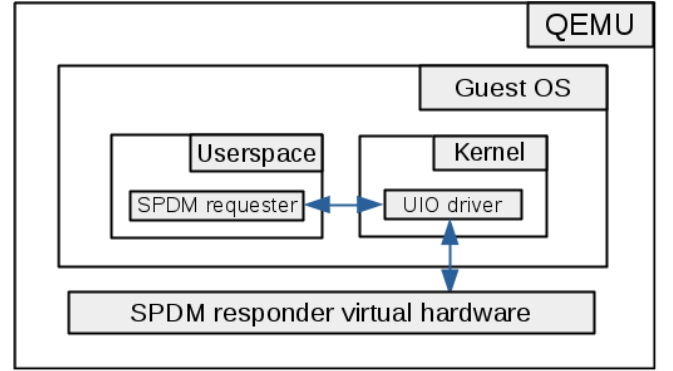 QEMU
Guest OS
Userspace
Kernel
SPDM requester
UIO driver
SPDM responder virtual hardware